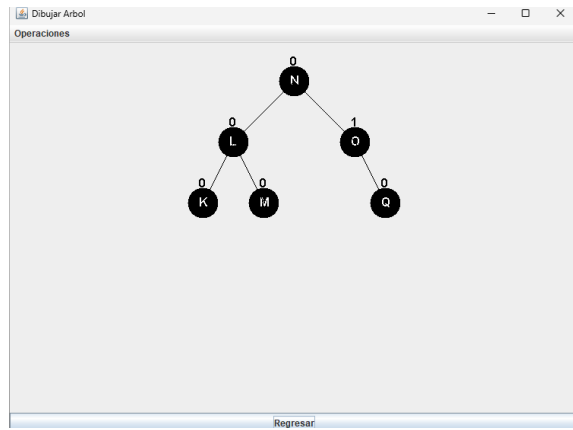 Dibujar Arbol
Operaciones
0
N
0 1
L O
0 0 0
K M Q
Regresar